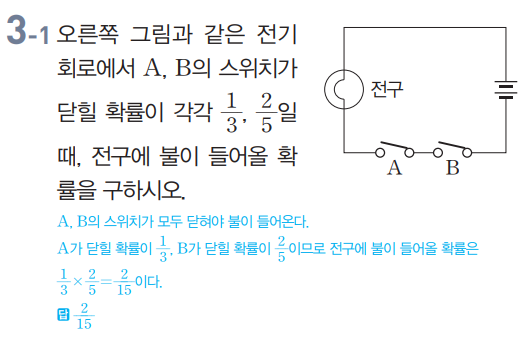 3-1 오른쪽 그림과 같은 전기
회로에서 A, B의 스위치가
닫힐 확률이 각각 1/3, 2/5일
때, 전구에 불이 들어올 확
률을 구하시오.
전구
A B
A, B의 스위치가 모두 닫혀야 불이 들어온다.
A가 닫힐 확률이 1/3, B가 닫힐 확률이 2/5이므로 전구에 불이 들어올 확률은
1/3×2/5=2/15이다.
답 2/15